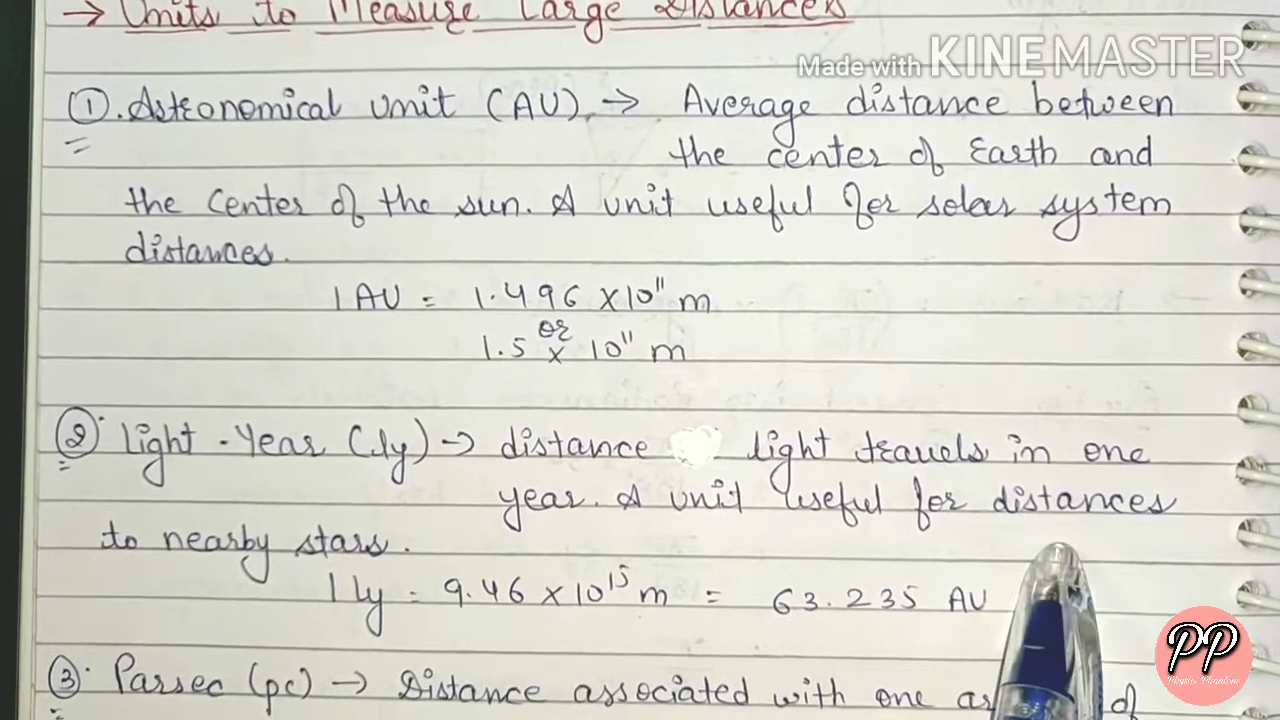 → Units to Measure Large Distances
Made with KINEMASTER
①. Astronomical Unit (AU) → Average distance between
the center of Earth and
the center of the sun. A unit useful for solar system
distances.
1 AU = 1.496 × 10¹¹ m
or
1.5 × 10¹¹ m
②. Light-Year (ly) → distance light travels in one
year. A unit useful for distances
to nearby stars.
1 ly = 9.46 × 10¹⁵ m = 63.235 AU
③. Parsec (pc) → Distance associated with one of
PP
Physics Phantom